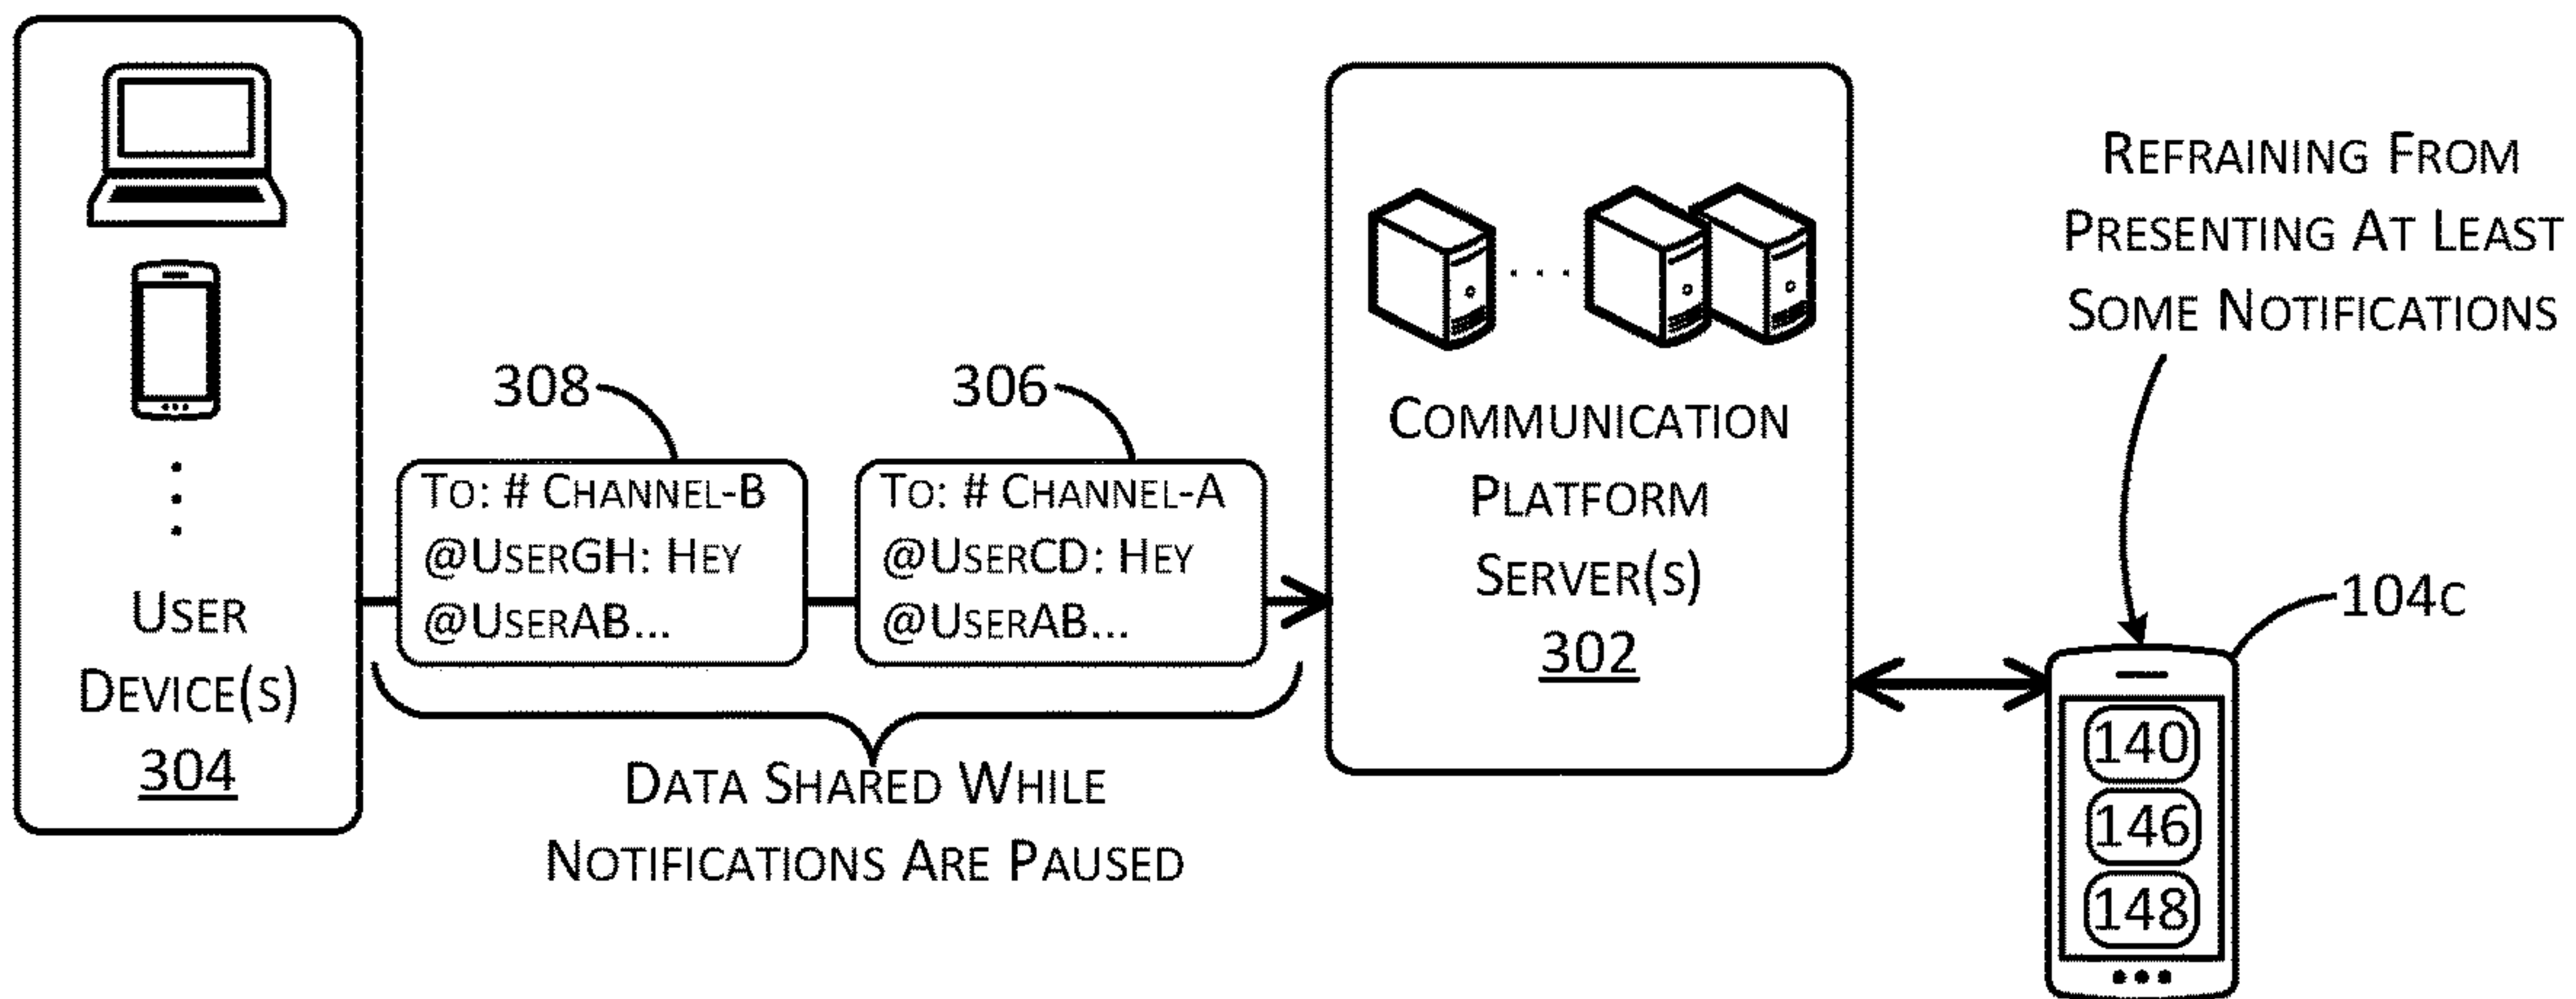 User
Device(s)
304
308
To: # Channel-B
@UserGH: Hey
@UserAB...
306
To: # Channel-A
@UserCD: Hey
@UserAB...
Data Shared While
Notifications Are Paused
Communication
Platform
Server(s)
302
Refraining From
Presenting At Least
Some Notifications
104c
140
146
148